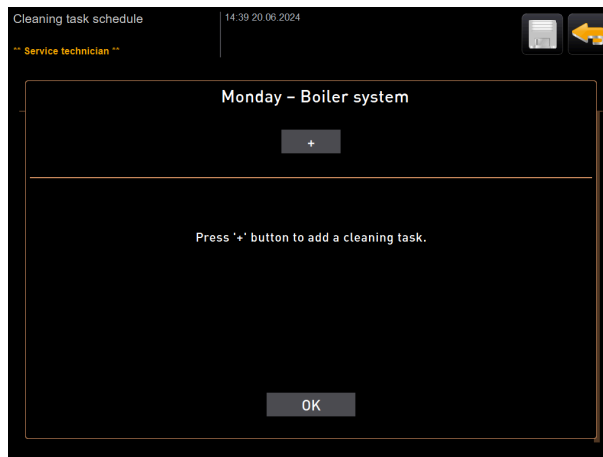 Cleaning task schedule
14:39 20.06.2024
** Service technician **
Monday – Boiler system
+
Press '+' button to add a cleaning task.
OK